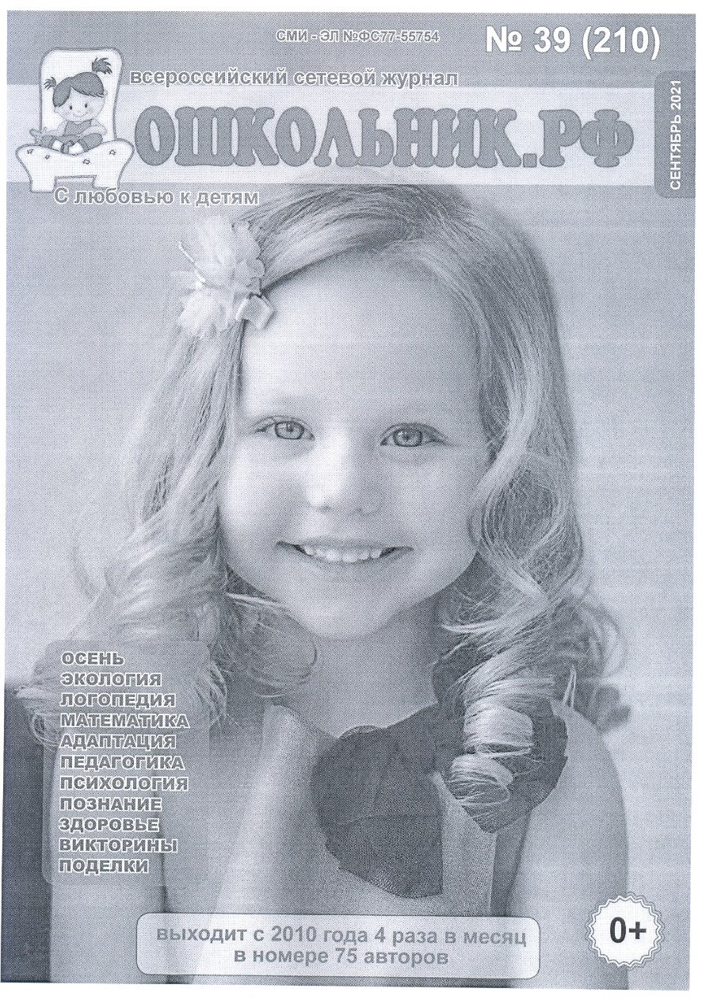 СМИ - ЭЛ №ФС77-55754
№ 39 (210)
всероссийский сетевой журнал
ОШКОЛЬНИК.РФ
СЕНТЯБРЬ 2021
С любовью к детям
ОСЕНЬ
ЭКОЛОГИЯ
ЛОГОПЕДИЯ
МАТЕМАТИКА
АДАПТАЦИЯ
ПЕДАГОГИКА
ПСИХОЛОГИЯ
ПОЗНАНИЕ
ЗДОРОВЬЕ
ВИКТОРИНЫ
ПОДЕЛКИ
выходит с 2010 года 4 раза в месяц
в номере 75 авторов
0+